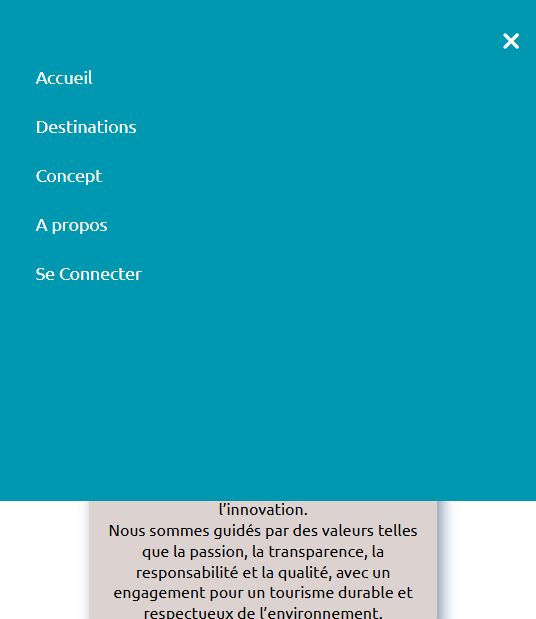 Accueil
Destinations
Concept
A propos
Se Connecter
l’innovation.
Nous sommes guidés par des valeurs telles
que la passion, la transparence, la
responsabilité et la qualité, avec un
engagement pour un tourisme durable et
respectueux de l’environnement.